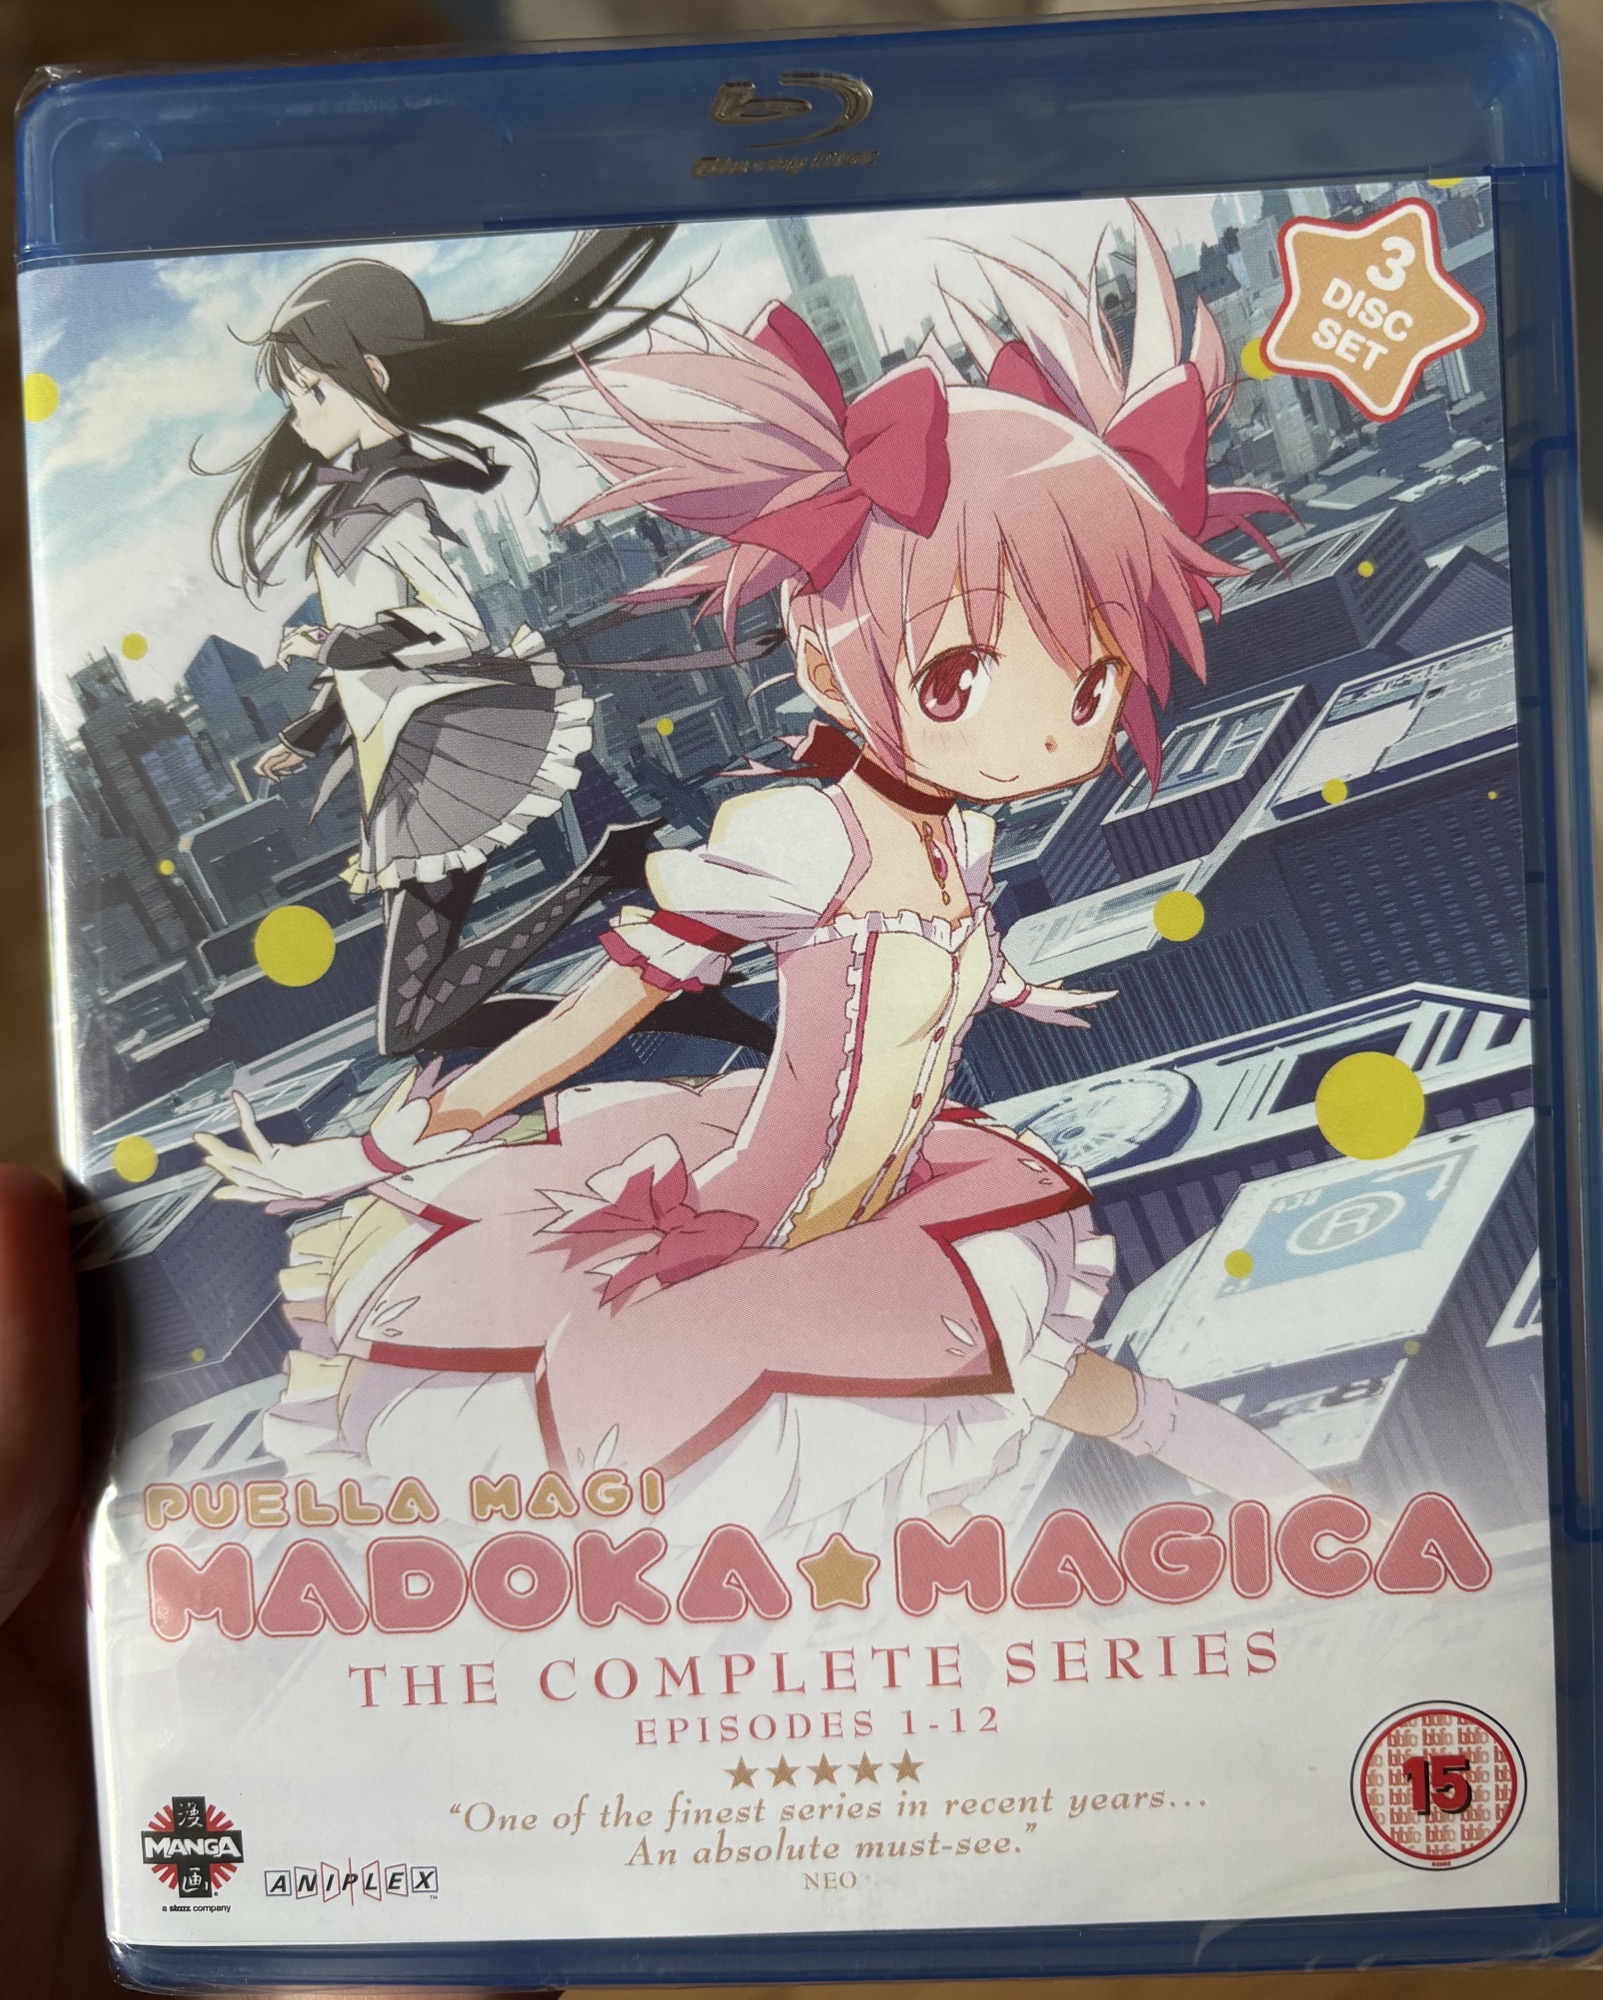 Blu-ray Disc
3
DISC
SET
PUELLA MAGI
MADOKA★MAGICA
THE COMPLETE SERIES
EPISODES 1-12
★★★★★
“One of the finest series in recent years...
An absolute must-see.”
NEO
15
漫
MANGA
画
a starz company
ANIPLEX